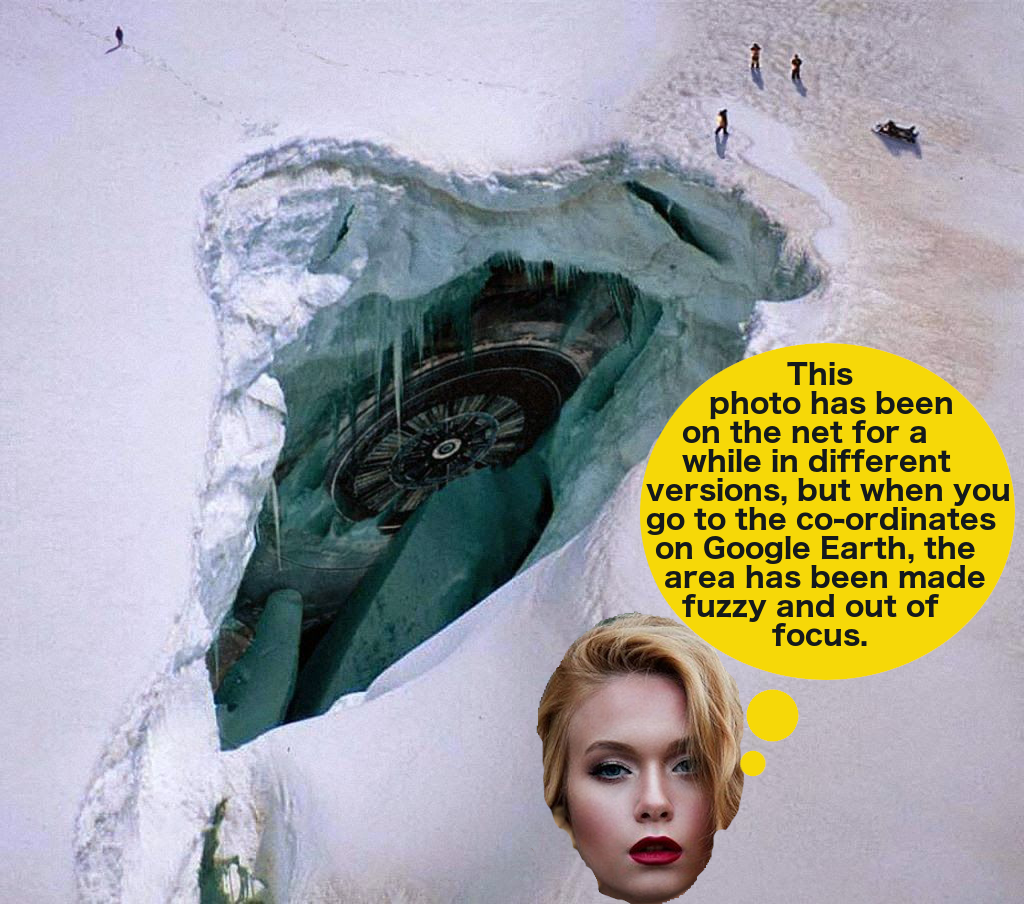 This
photo has been
on the net for a
while in different
versions, but when you
go to the co-ordinates
on Google Earth, the
area has been made
fuzzy and out of
focus.